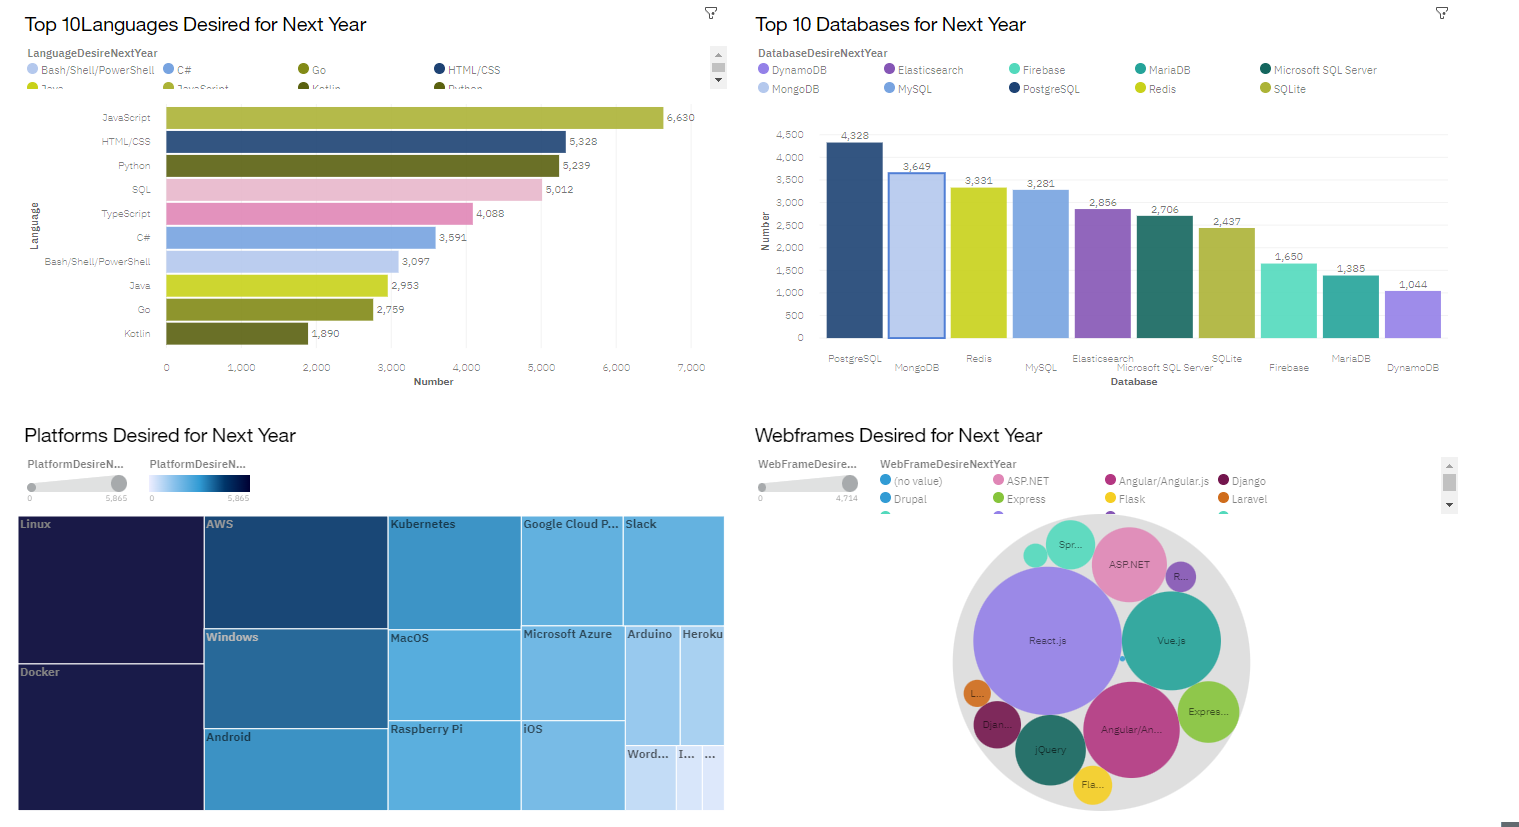 Top 10Languages Desired for Next Year
LanguageDesireNextYear
Bash/Shell/PowerShell C# Go HTML/CSS
Java JavaScript Kotlin Python
JavaScript 6,630
HTML/CSS 5,328
Python 5,239
SQL 5,012
TypeScript 4,088
C# 3,591
Bash/Shell/PowerShell 3,097
Java 2,953
Go 2,759
Kotlin 1,890
Language
0 1,000 2,000 3,000 4,000 5,000 6,000 7,000
Number
Top 10 Databases for Next Year
DatabaseDesireNextYear
DynamoDB Elasticsearch Firebase MariaDB Microsoft SQL Server
MongoDB MySQL PostgreSQL Redis SQLite
4,500
4,000
3,500
3,000
2,500
2,000
1,500
1,000
500
0
Number
4,328 3,649 3,331 3,281 2,856 2,706 2,437 1,650 1,385 1,044
PostgreSQL MongoDB Redis MySQL Elasticsearch Microsoft SQL Server SQLite Firebase MariaDB DynamoDB
Database
Platforms Desired for Next Year
PlatformDesireN... PlatformDesireN...
0 5,865 0 5,865
Linux AWS Kubernetes Google Cloud P... Slack
Windows MacOS Microsoft Azure Arduino Heroku
Docker
Android Raspberry Pi iOS
Word... I... ...
Webframes Desired for Next Year
WebFrameDesire... WebFrameDesireNextYear
0 4,714
(no value) ASP.NET Angular/Angular.js Django
Drupal Express Flask Laravel
Spr...
ASP.NET
R...
React.js
Vue.js
L...
Djan...
Expres...
Angular/An...
jQuery
Fla...